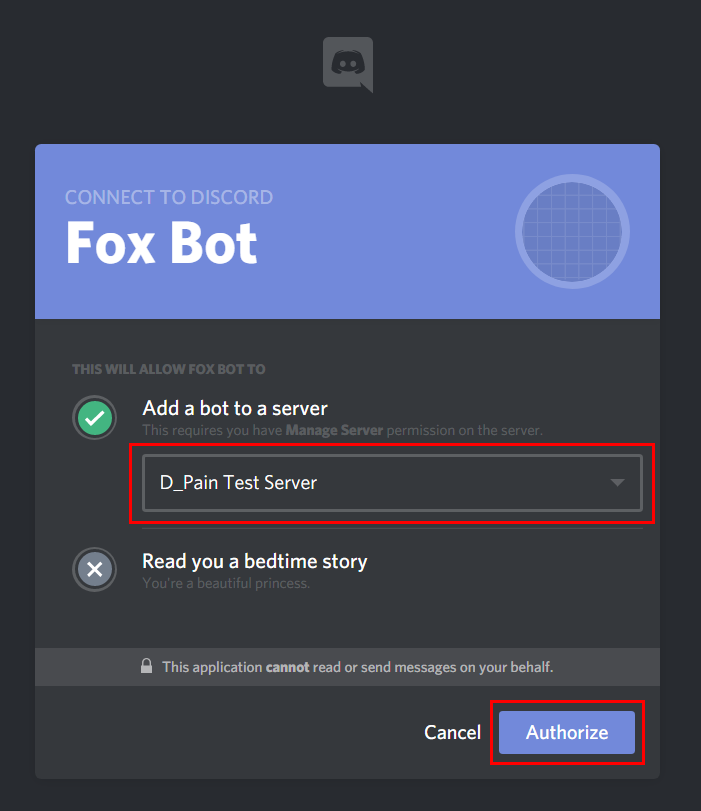 CONNECT TO DISCORD
Fox Bot
THIS WILL ALLOW FOX BOT TO
Add a bot to a server
This requires you have Manage Server permission on the server.
D_Pain Test Server
Read you a bedtime story
You're a beautiful princess.
This application cannot read or send messages on your behalf.
Cancel
Authorize